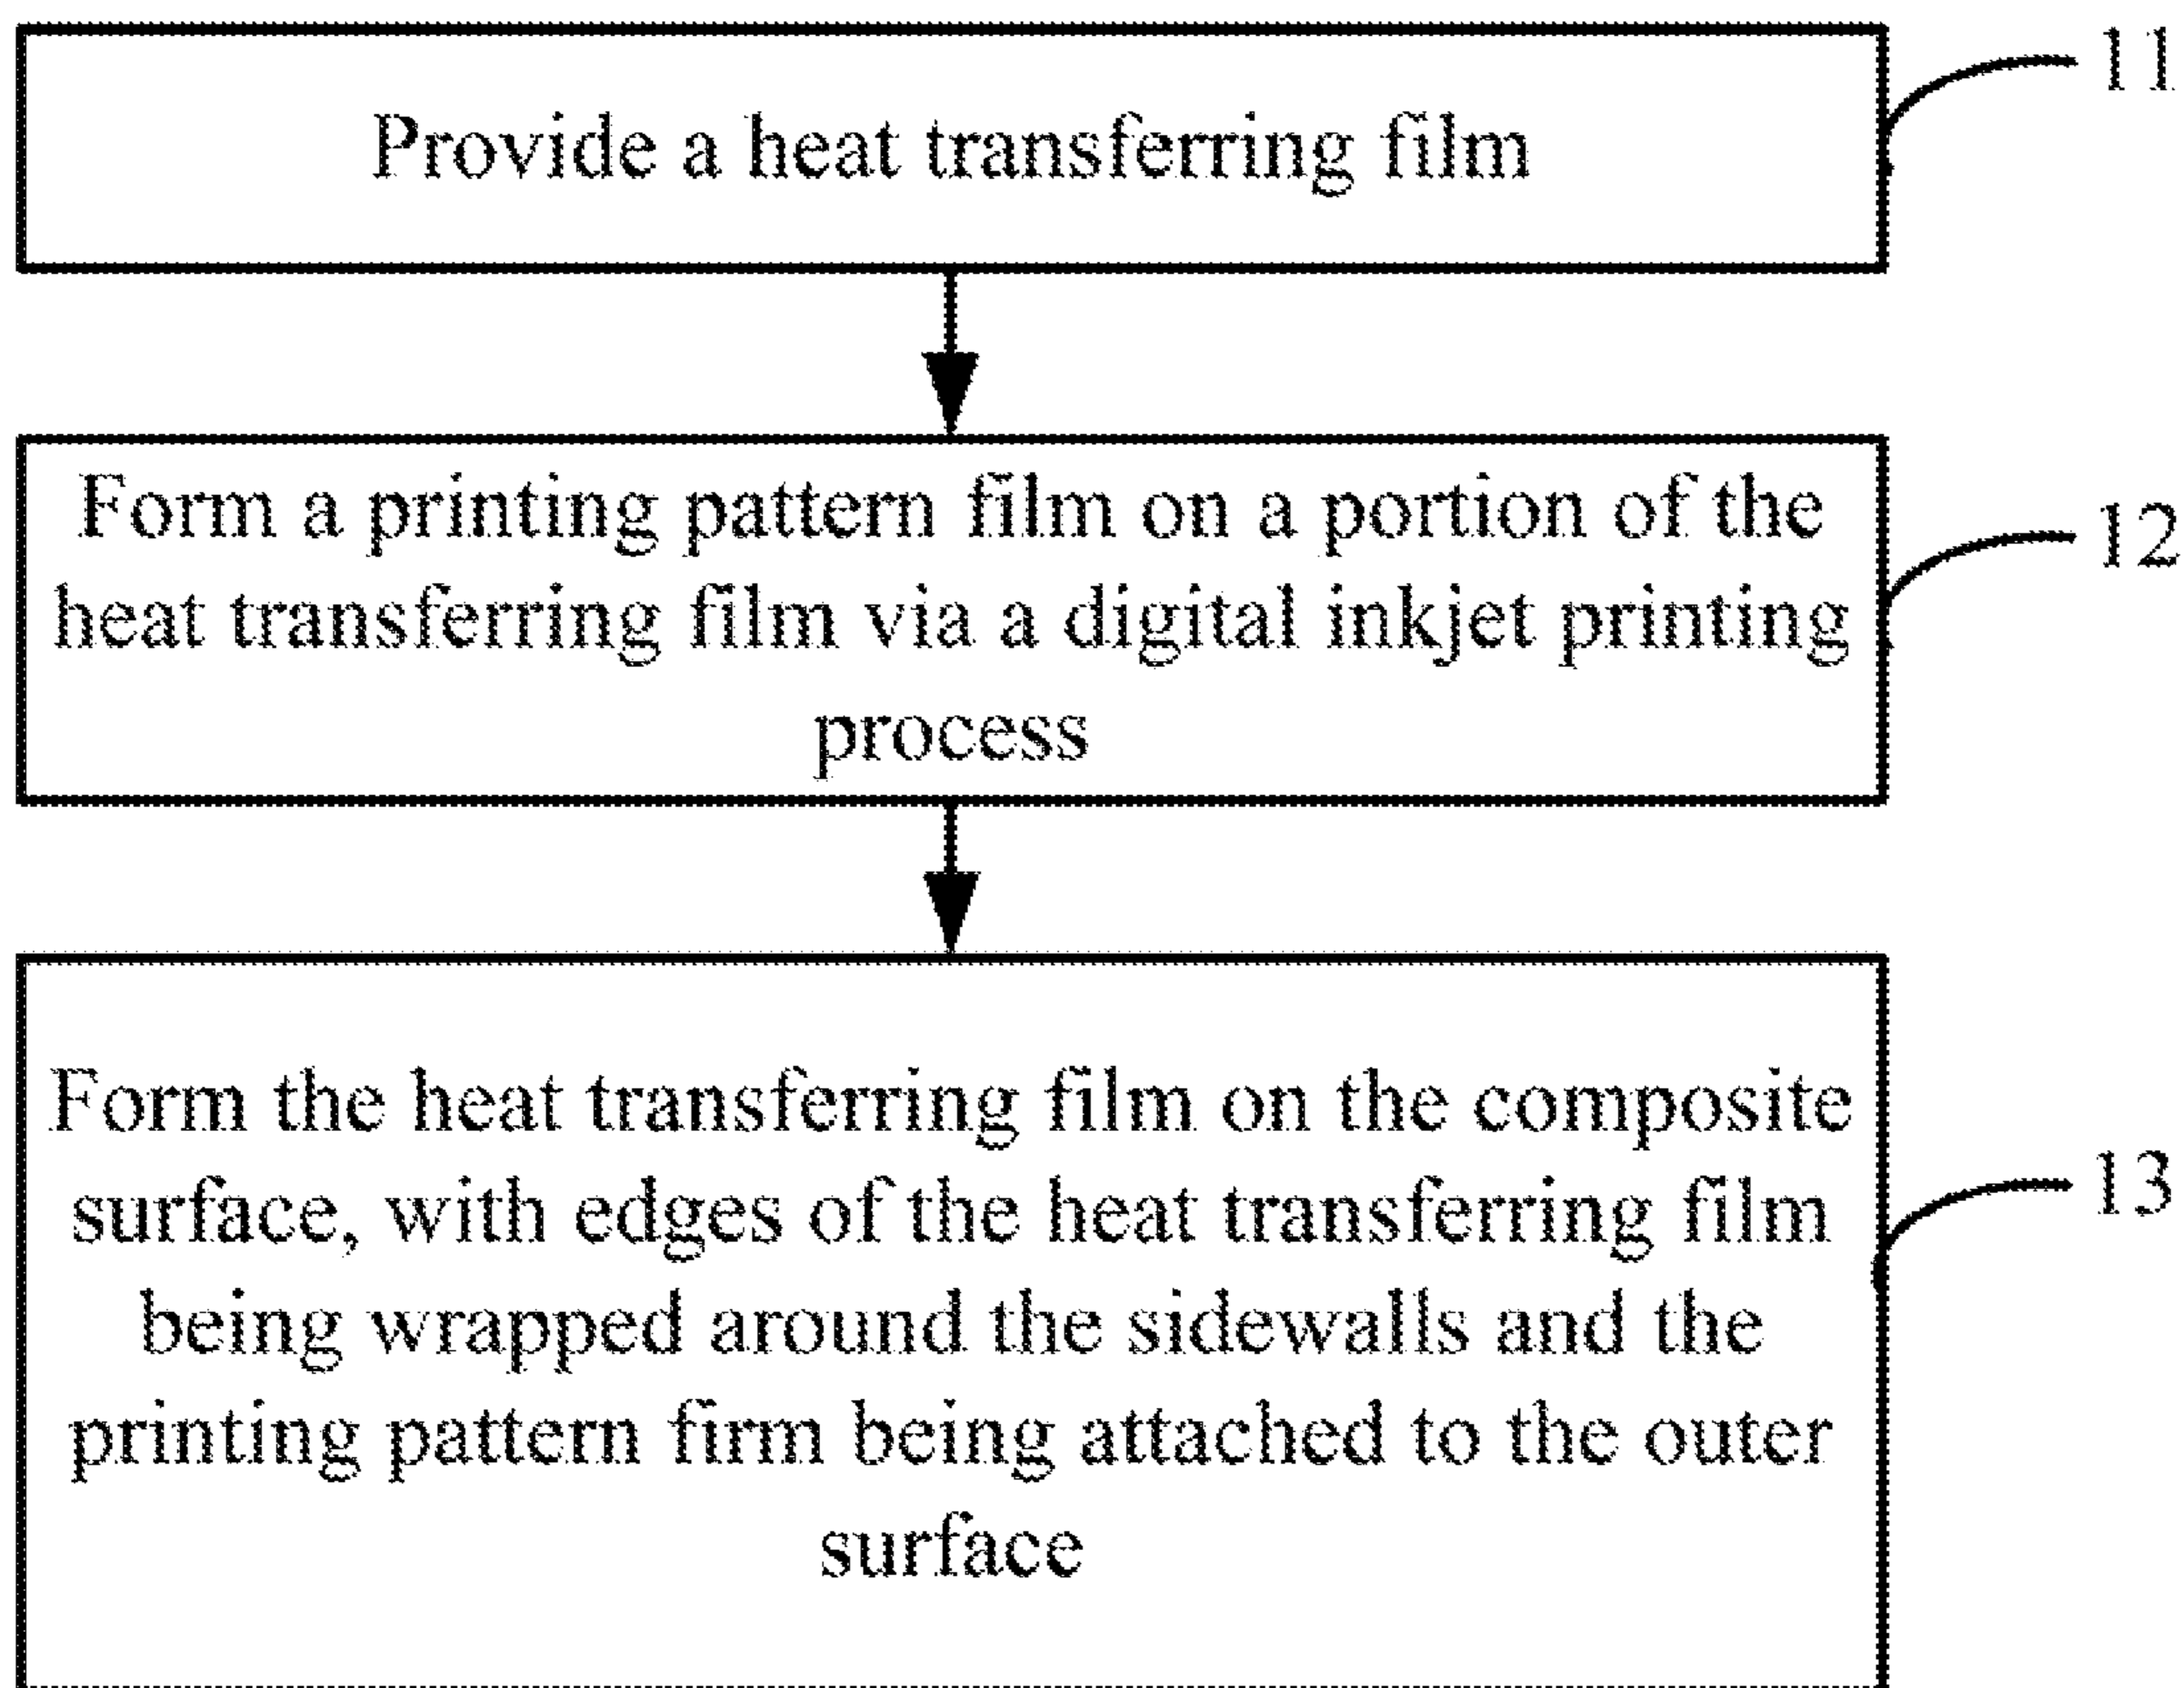 Provide a heat transferring film
11
Form a printing pattern film on a portion of the
heat transferring film via a digital inkjet printing
process
12
Form the heat transferring film on the composite
surface, with edges of the heat transferring film
being wrapped around the sidewalls and the
printing pattern firm being attached to the outer
surface
13